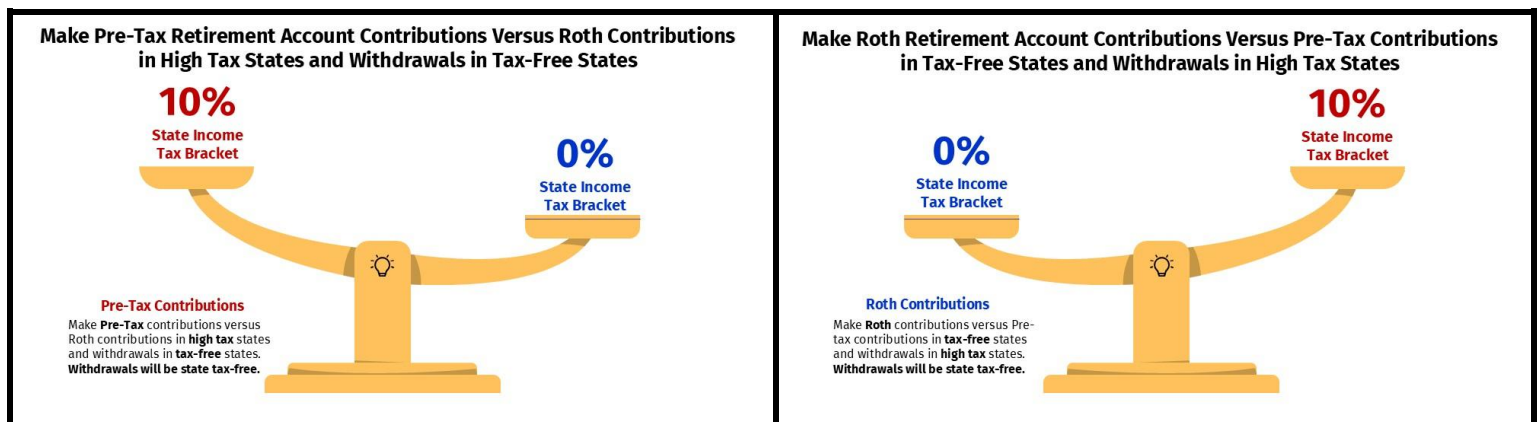 Make Pre-Tax Retirement Account Contributions Versus Roth Contributions
in High Tax States and Withdrawals in Tax-Free States
10%
State Income
Tax Bracket
0%
State Income
Tax Bracket
Pre-Tax Contributions
Make Pre-Tax contributions versus
Roth contributions in high tax states
and withdrawals in tax-free states.
Withdrawals will be state tax-free.
Make Roth Retirement Account Contributions Versus Pre-Tax Contributions
in Tax-Free States and Withdrawals in High Tax States
10%
State Income
Tax Bracket
0%
State Income
Tax Bracket
Roth Contributions
Make Roth contributions versus Pre-
tax contributions in tax-free states
and withdrawals in high tax states.
Withdrawals will be state tax-free.